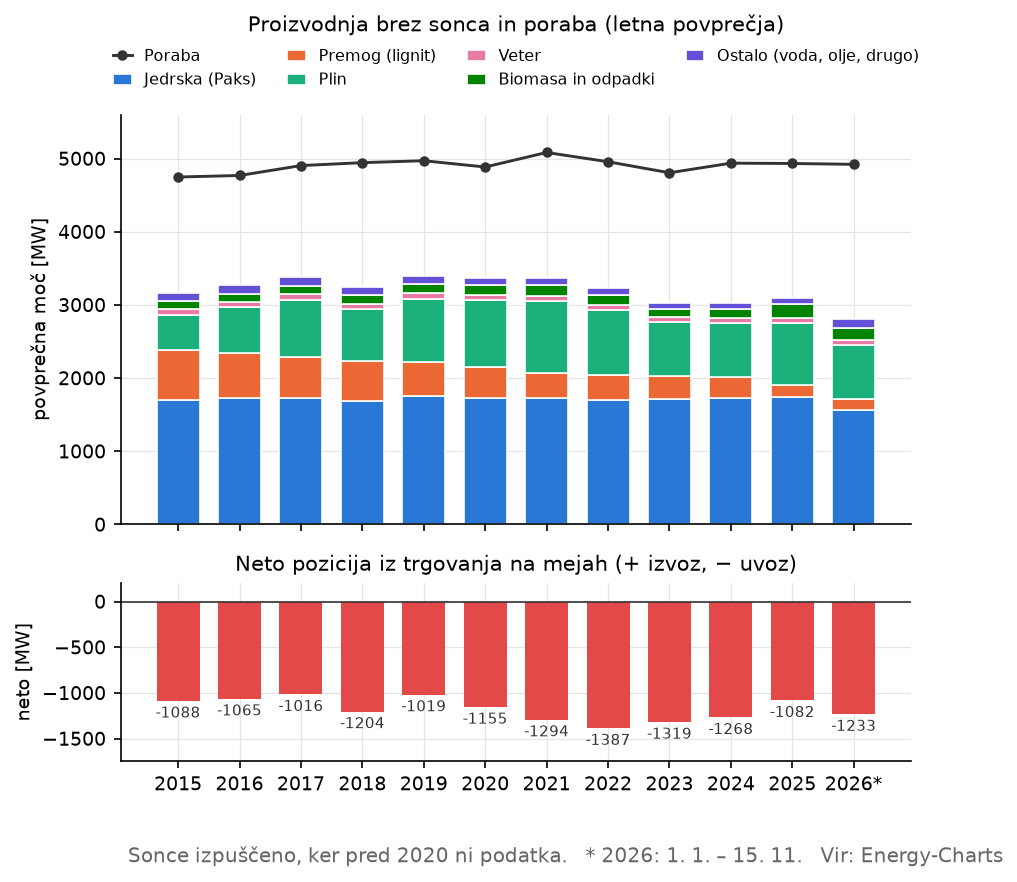 Proizvodnja brez sonca in poraba (letna povprečja)
Poraba Premog (lignit) Veter Ostalo (voda, olje, drugo)
Jedrska (Paks) Plin Biomasa in odpadki
povprečna moč [MW]
5000
4000
3000
2000
1000
0
Neto pozicija iz trgovanja na mejah (+ izvoz, − uvoz)
neto [MW]
0
−500
−1000
−1500
-1088 -1065 -1016 -1204 -1019 -1155 -1294 -1387 -1319 -1268 -1082 -1233
2015 2016 2017 2018 2019 2020 2021 2022 2023 2024 2025 2026*
Sonce izpuščeno, ker pred 2020 ni podatka. * 2026: 1. 1. – 15. 11. Vir: Energy-Charts